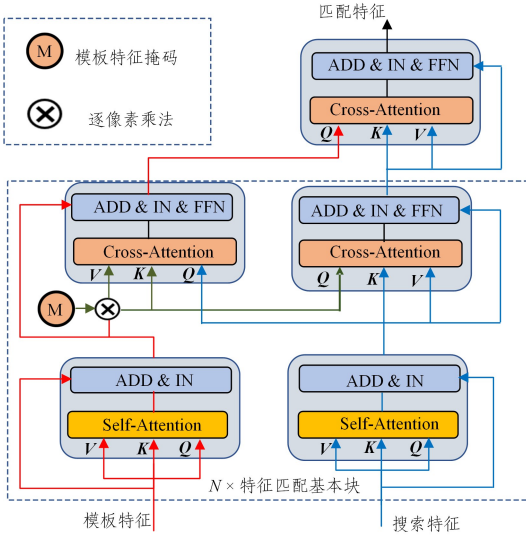 匹配特征
M 模板特征掩码
逐像素乘法
ADD & IN & FFN
Cross-Attention
Q K V
ADD & IN & FFN
Cross-Attention
V K Q
ADD & IN & FFN
Cross-Attention
Q K V
M
ADD & IN
Self-Attention
V K Q
ADD & IN
Self-Attention
V K Q
N × 特征匹配基本块
模板特征
搜索特征